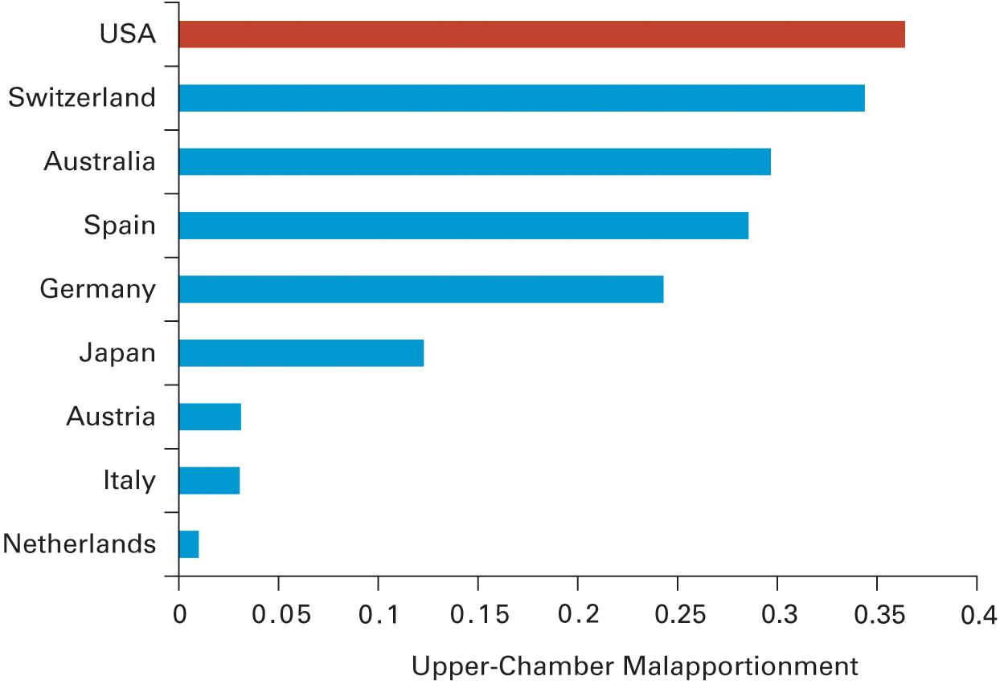 USA
Switzerland
Australia
Spain
Germany
Japan
Austria
Italy
Netherlands
0 0.05 0.1 0.15 0.2 0.25 0.3 0.35 0.4
Upper-Chamber Malapportionment